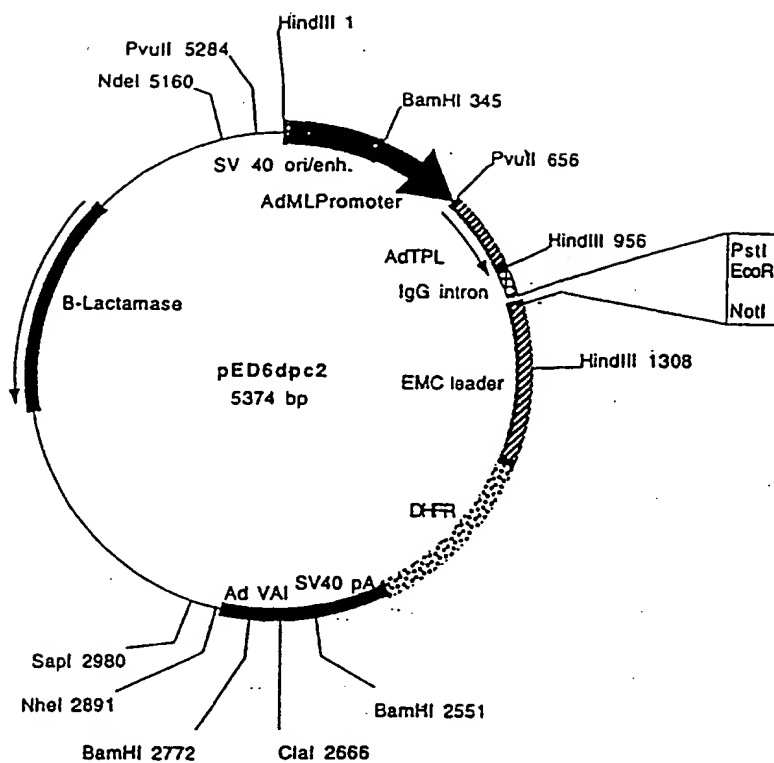 HindIII 1
PvuII 5284
NdeI 5160
BamHI 345
SV 40 ori/enh.
PvuII 656
AdMLPromoter
HindIII 956
AdTPL
PstI
EcoR
IgG intron
NotI
B-Lactamase
pED6dpc2
5374 bp
EMC leader
HindIII 1308
DHFR
Ad VAI
SV40 pA
SapI 2980
NheI 2891
BamHI 2551
BamHI 2772
ClaI 2666